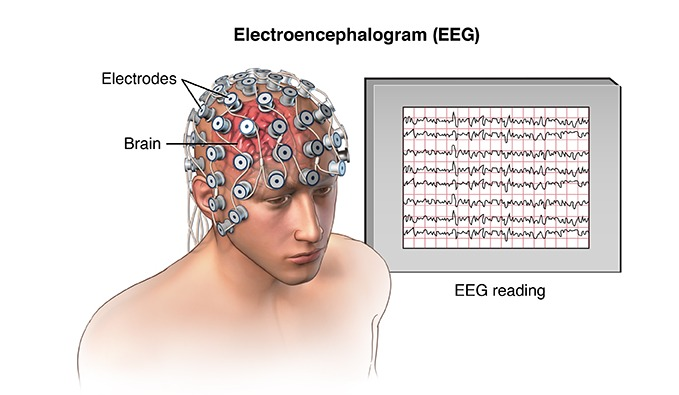 Electroencephalogram (EEG)
Electrodes
Brain
EEG reading